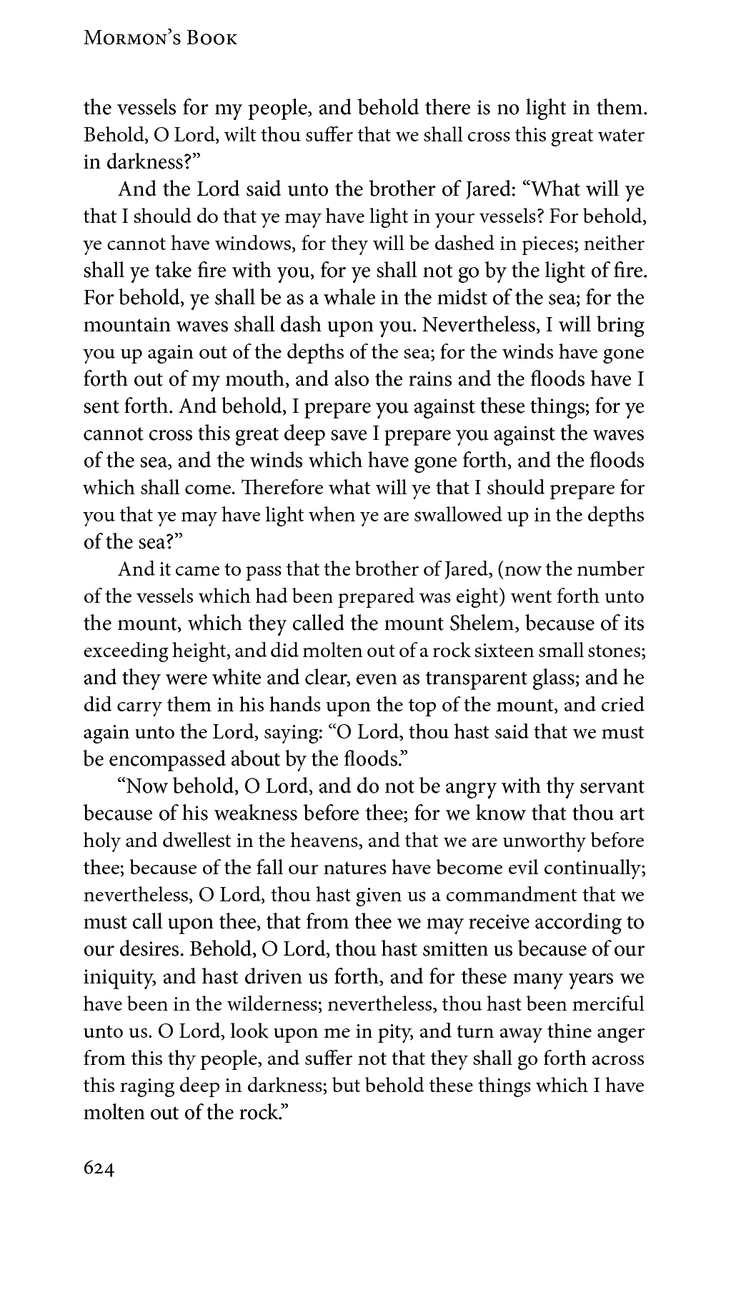 Mormon’s Book
the vessels for my people, and behold there is no light in them.
Behold, O Lord, wilt thou suffer that we shall cross this great water
in darkness?”
And the Lord said unto the brother of Jared: “What will ye
that I should do that ye may have light in your vessels? For behold,
ye cannot have windows, for they will be dashed in pieces; neither
shall ye take fire with you, for ye shall not go by the light of fire.
For behold, ye shall be as a whale in the midst of the sea; for the
mountain waves shall dash upon you. Nevertheless, I will bring
you up again out of the depths of the sea; for the winds have gone
forth out of my mouth, and also the rains and the floods have I
sent forth. And behold, I prepare you against these things; for ye
cannot cross this great deep save I prepare you against the waves
of the sea, and the winds which have gone forth, and the floods
which shall come. Therefore what will ye that I should prepare for
you that ye may have light when ye are swallowed up in the depths
of the sea?”
And it came to pass that the brother of Jared, (now the number
of the vessels which had been prepared was eight) went forth unto
the mount, which they called the mount Shelem, because of its
exceeding height, and did molten out of a rock sixteen small stones;
and they were white and clear, even as transparent glass; and he
did carry them in his hands upon the top of the mount, and cried
again unto the Lord, saying: “O Lord, thou hast said that we must
be encompassed about by the floods.”
“Now behold, O Lord, and do not be angry with thy servant
because of his weakness before thee; for we know that thou art
holy and dwellest in the heavens, and that we are unworthy before
thee; because of the fall our natures have become evil continually;
nevertheless, O Lord, thou hast given us a commandment that we
must call upon thee, that from thee we may receive according to
our desires. Behold, O Lord, thou hast smitten us because of our
iniquity, and hast driven us forth, and for these many years we
have been in the wilderness; nevertheless, thou hast been merciful
unto us. O Lord, look upon me in pity, and turn away thine anger
from this thy people, and suffer not that they shall go forth across
this raging deep in darkness; but behold these things which I have
molten out of the rock.”
624